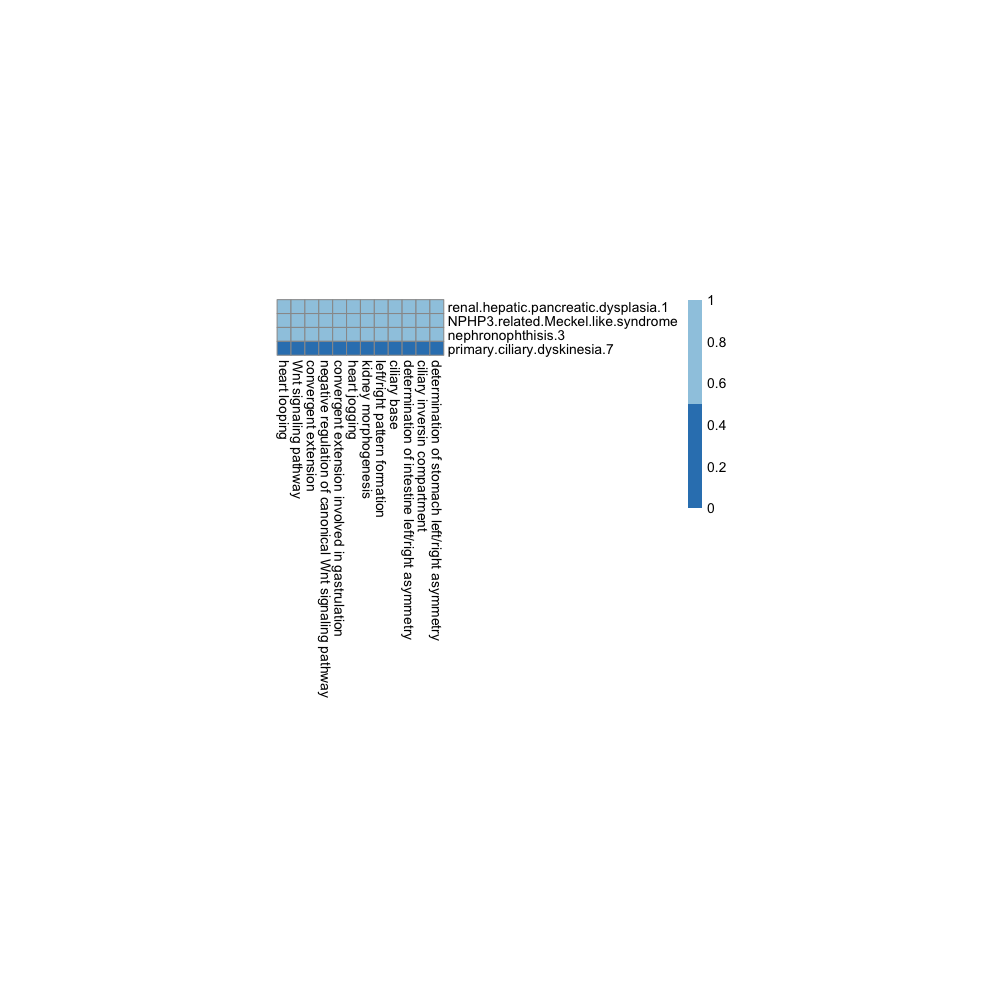 renal.hepatic.pancreatic.dysplasia.1
NPHP3.related.Meckel.like.syndrome
nephronophthisis.3
primary.ciliary.dyskinesia.7
heart looping
Wnt signaling pathway
convergent extension
negative regulation of canonical Wnt signaling pathway
convergent extension involved in gastrulation
heart jogging
kidney morphogenesis
left/right pattern formation
ciliary base
determination of intestine left/right asymmetry
ciliary inversin compartment
determination of stomach left/right asymmetry
1
0.8
0.6
0.4
0.2
0